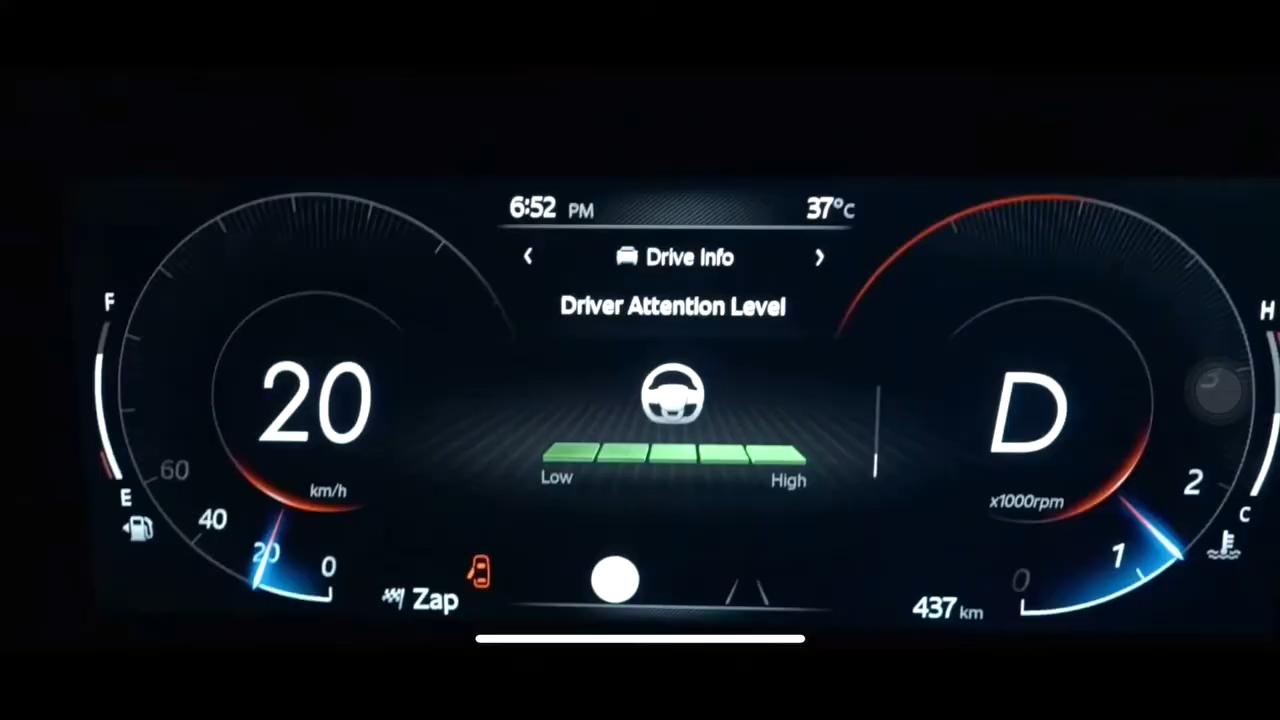 6:52 PM
37°C
Drive Info
Driver Attention Level
F
H
20
D
km/h
x1000rpm
Low
High
E
C
60
40
20
0
0
1
2
Zap
437 km